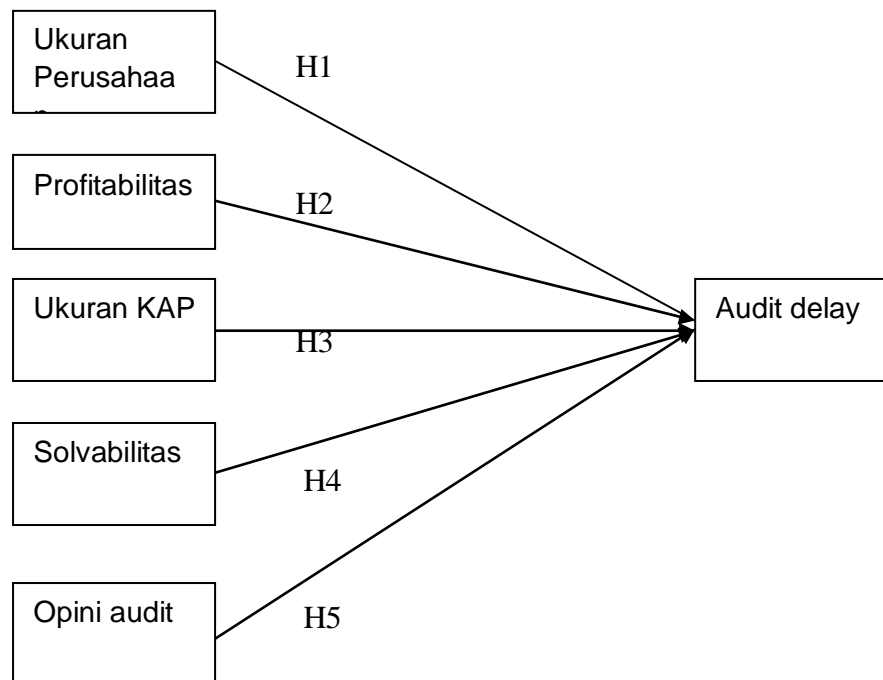 Ukuran
Perusahaa
H1
Profitabilitas
H2
Ukuran KAP
H3
Audit delay
Solvabilitas
H4
Opini audit
H5